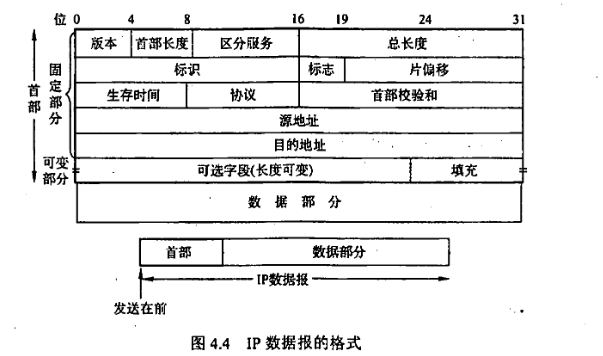 位 0 4 8 16 19 24 31
版本 首部长度 区分服务 总长度
标识 标志 片偏移
生存时间 协议 首部校验和
源地址
目的地址
可选字段(长度可变) 填充
数据部分
首部
固定部分
可变部分
首部 数据部分
IP数据报
发送在前
图 4.4 IP 数据报的格式